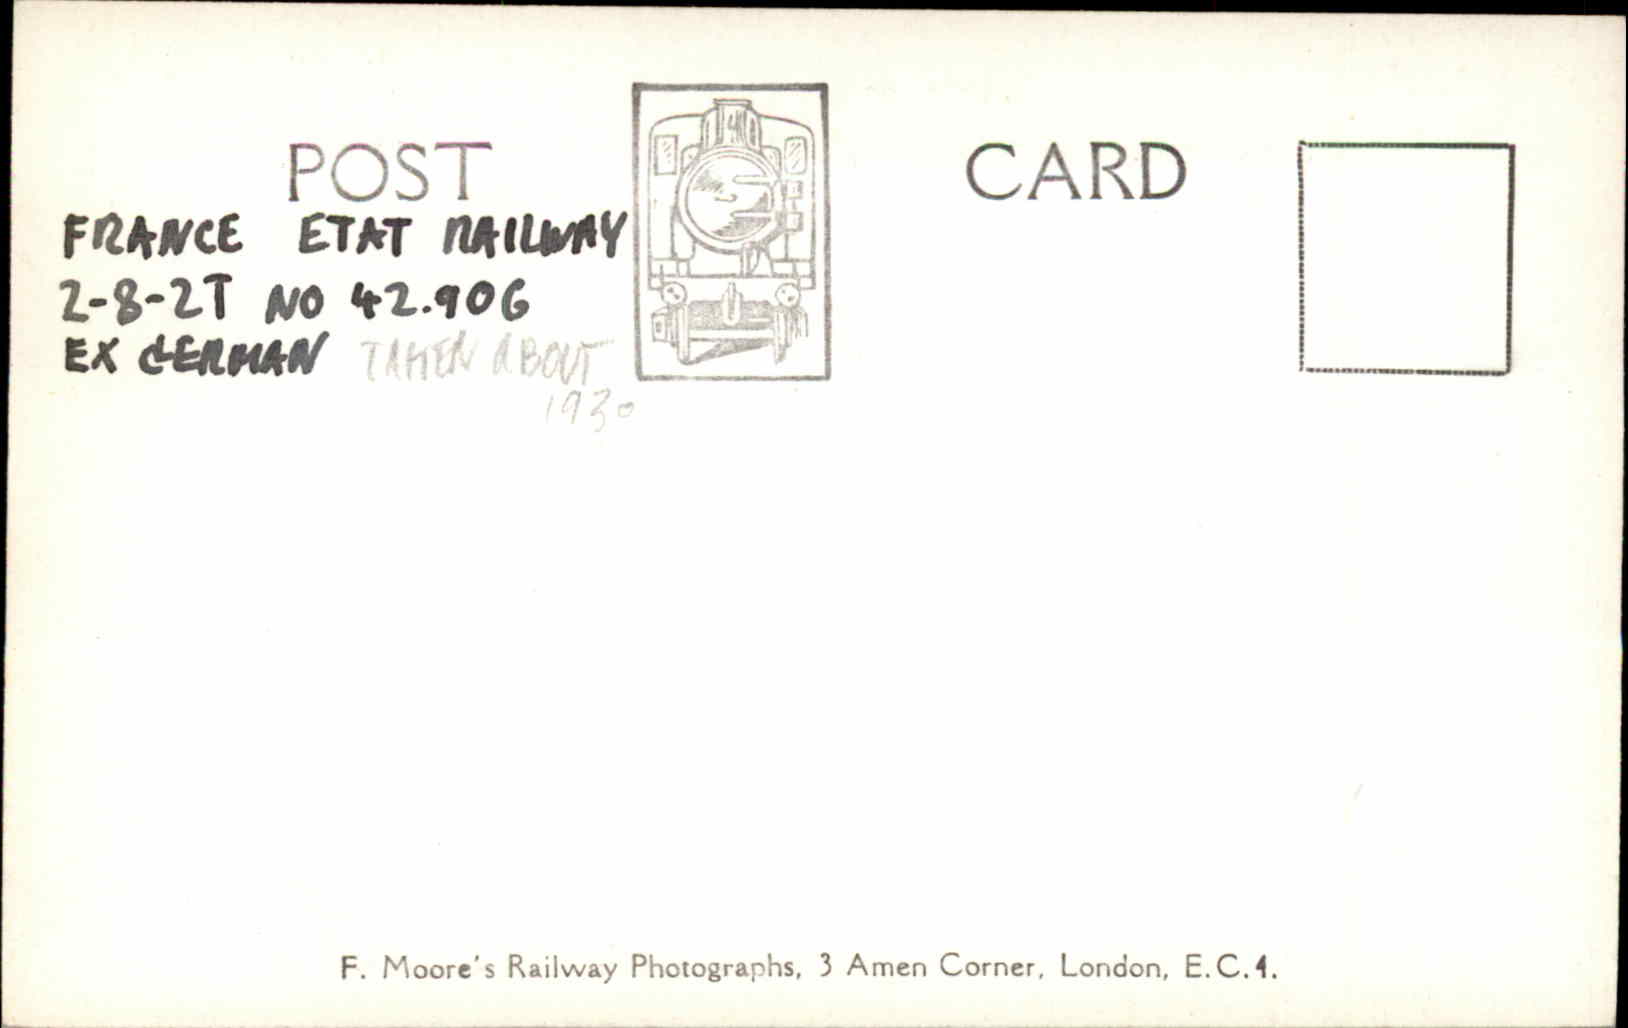 POST CARD
FRANCE ETAT RAILWAY
2-8-2T NO 42.906
EX GERMAN TAKEN ABOUT
1930
F. Moore's Railway Photographs, 3 Amen Corner, London, E.C.4.